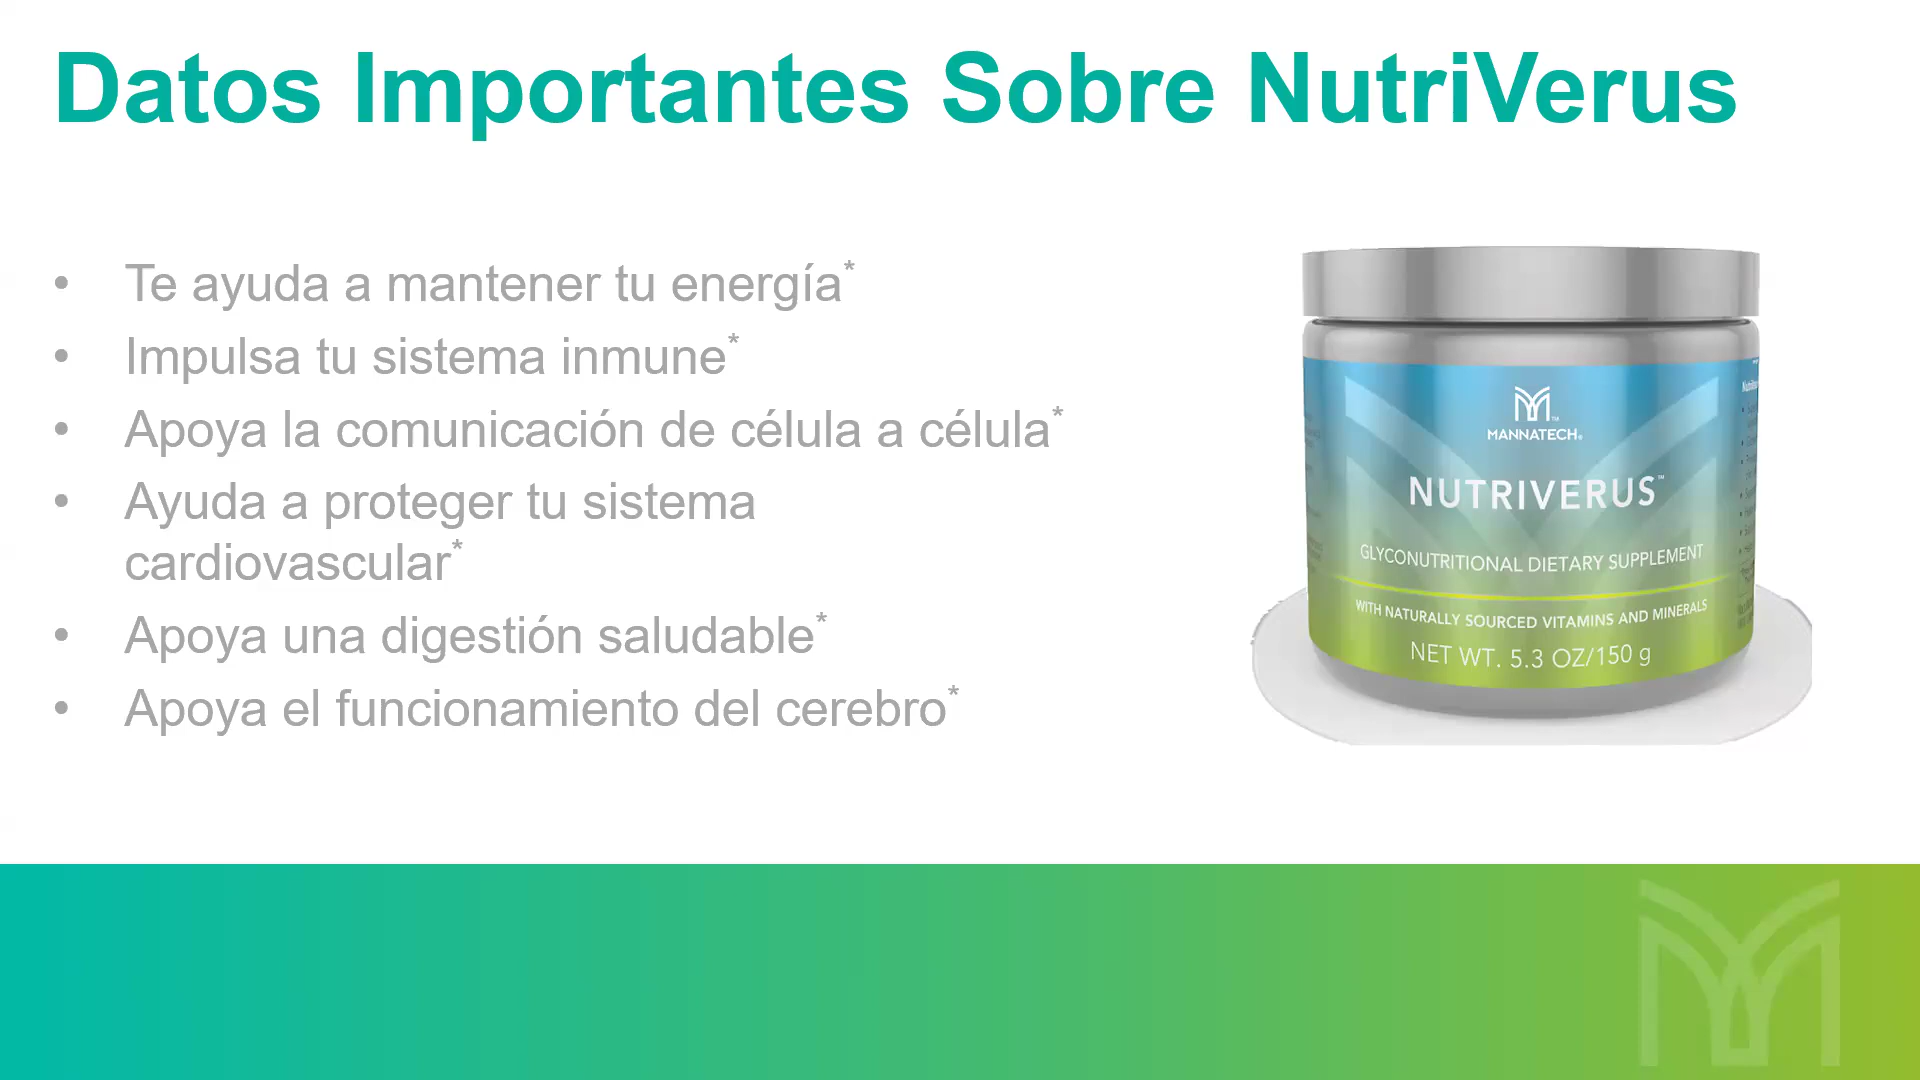 Datos Importantes Sobre NutriVerus
• Te ayuda a mantener tu energía*
• Impulsa tu sistema inmune*
• Apoya la comunicación de célula a célula*
• Ayuda a proteger tu sistema
cardiovascular*
• Apoya una digestión saludable*
• Apoya el funcionamiento del cerebro*
MANNATECH®
NUTRIVERUS™
GLYCONUTRITIONAL DIETARY SUPPLEMENT
WITH NATURALLY SOURCED VITAMINS AND MINERALS
NET WT. 5.3 OZ/150 g